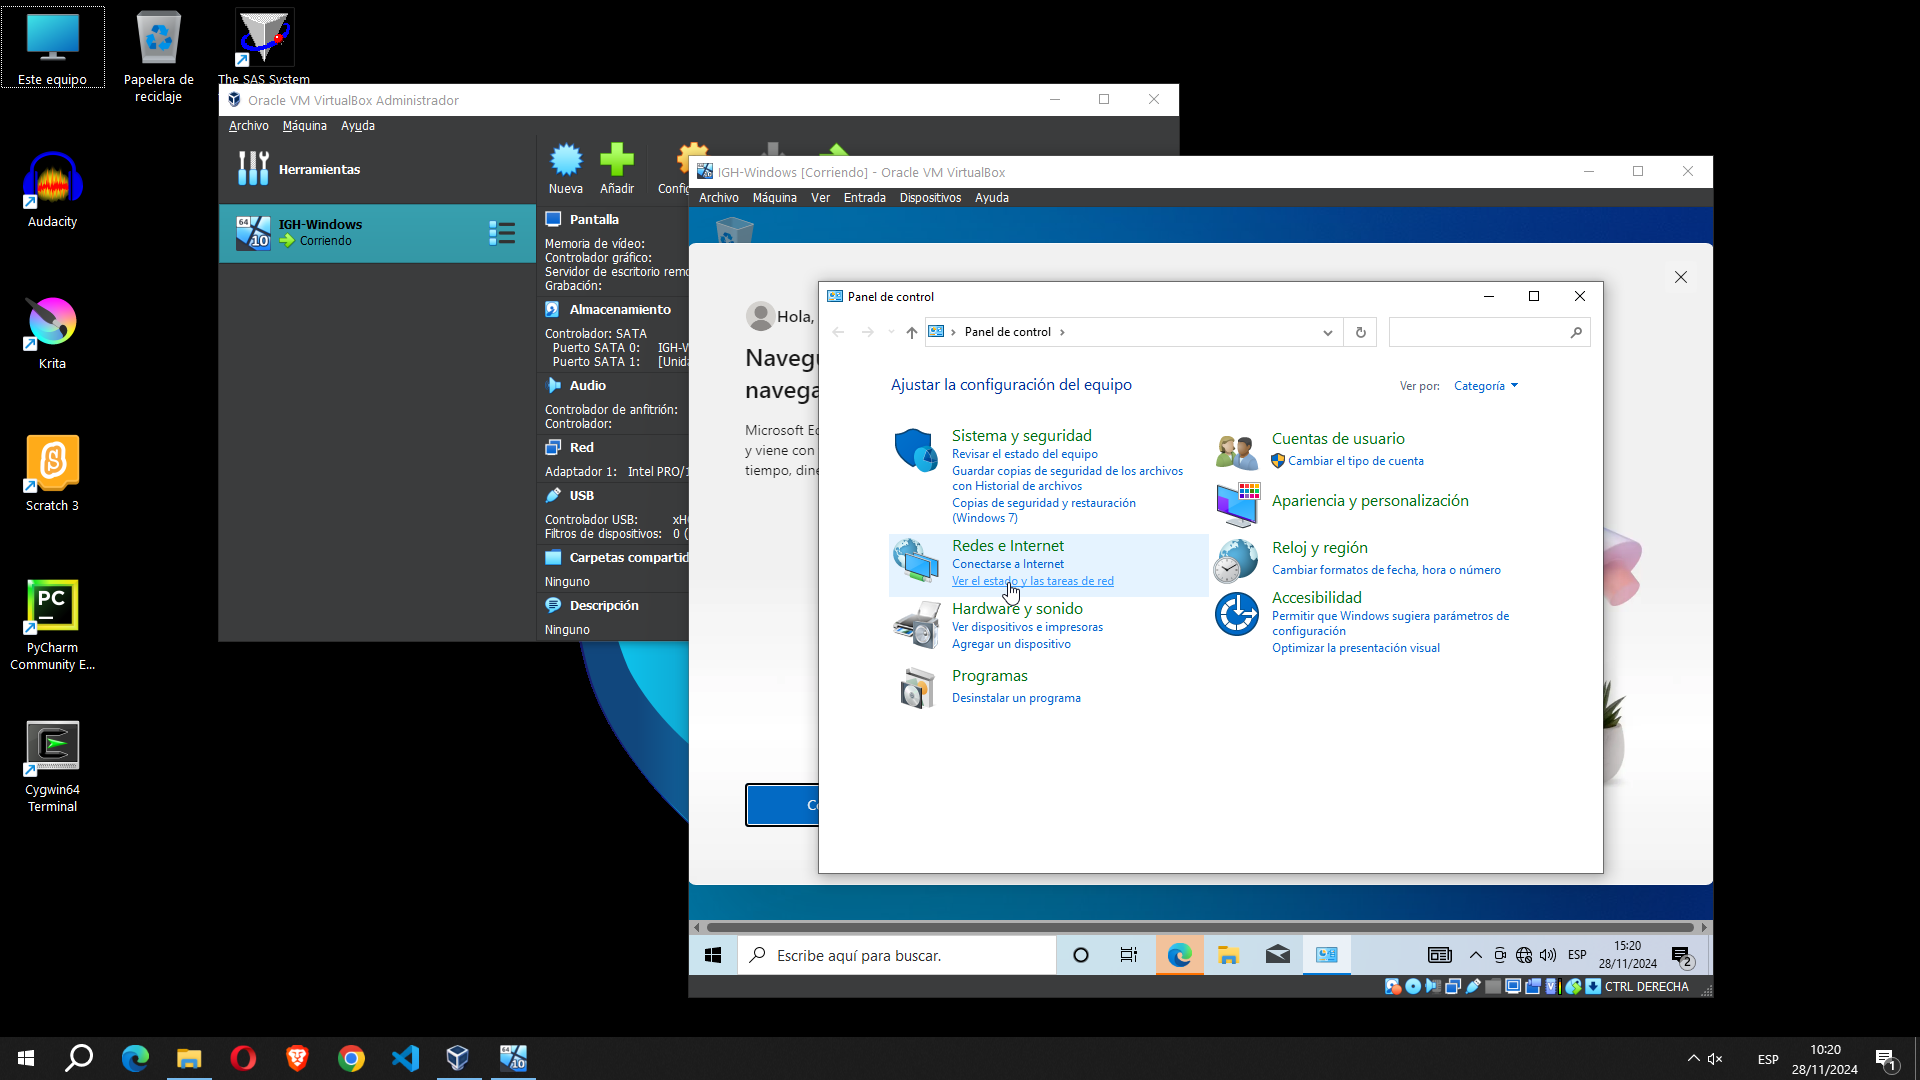 Este equipo
Papelera de
reciclaje
The SAS System
Audacity
Krita
Scratch 3
PyCharm
Community E...
Cygwin64
Terminal
Oracle VM VirtualBox Administrador
Archivo Máquina Ayuda
Herramientas
Nueva
Añadir
IGH-Windows
Corriendo
Pantalla
Memoria de vídeo:
Controlador gráfico:
Servidor de escritorio
Grabación:
Almacenamiento
Controlador: SATA
Puerto SATA 0:
Puerto SATA 1:
Audio
Controlador de anfitrión:
Controlador:
Red
Adaptador 1: Intel
USB
Controlador USB:
Filtros de dispositivos: 0
Carpetas
Ninguno
Descripción
Ninguno
IGH-Windows [Corriendo] - Oracle VM VirtualBox
Archivo Máquina Ver Entrada Dispositivos Ayuda
Hola,
Microsoft
y viene con
tiempo,
Panel de control
Panel de control
Ajustar la configuración del equipo
Ver por: Categoría
Sistema y seguridad
Revisar el estado del equipo
Guardar copias de seguridad de los archivos
con Historial de archivos
Copias de seguridad y restauración
(Windows 7)
Redes e Internet
Conectarse a Internet
Ver el estado y las tareas de red
Hardware y sonido
Ver dispositivos e impresoras
Agregar un dispositivo
Programas
Desinstalar un programa
Cuentas de usuario
Cambiar el tipo de cuenta
Apariencia y personalización
Reloj y región
Cambiar formatos de fecha, hora o número
Accesibilidad
Permitir que Windows sugiera parámetros de
configuración
Optimizar la presentación visual
Escribe aquí para buscar.
ESP
15:20
28/11/2024
2
CTRL DERECHA
ESP
10:20
28/11/2024
1